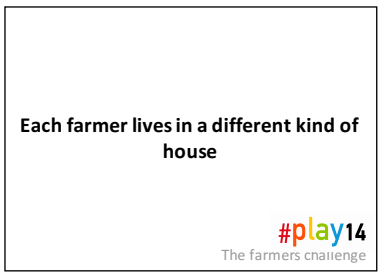 Each farmer lives in a different kind of
house
#play14
The farmers challenge